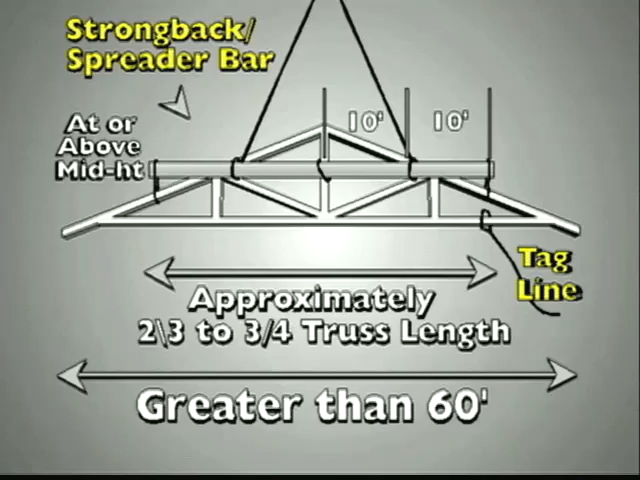 Strongback/
Spreader Bar
10'
10'
At or
Above
Mid-ht
Tag
Line
Approximately
2\3 to 3/4 Truss Length
Greater than 60'